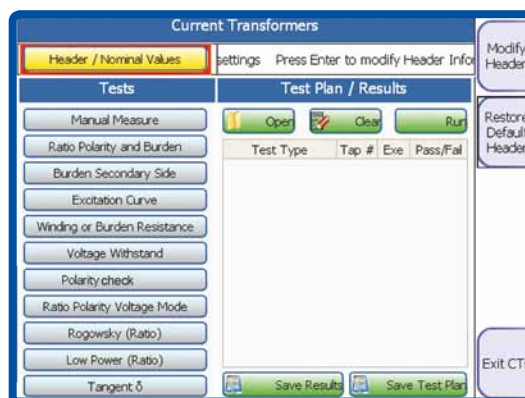 Current Transformers
Header / Nominal Values
settings Press Enter to modify Header Infor
Tests
Test Plan / Results
Manual Measure
Ratio Polarity and Burden
Burden Secondary Side
Excitation Curve
Winding or Burden Resistance
Voltage Withstand
Polarity check
Ratio Polarity Voltage Mode
Rogowsky (Ratio)
Low Power (Ratio)
Tangent δ
Open
Clear
Run
Test Type Tap # Exe Pass/Fail
Save Results
Save Test Plan
Modify
Header
Restore
Default
Header
Exit CT